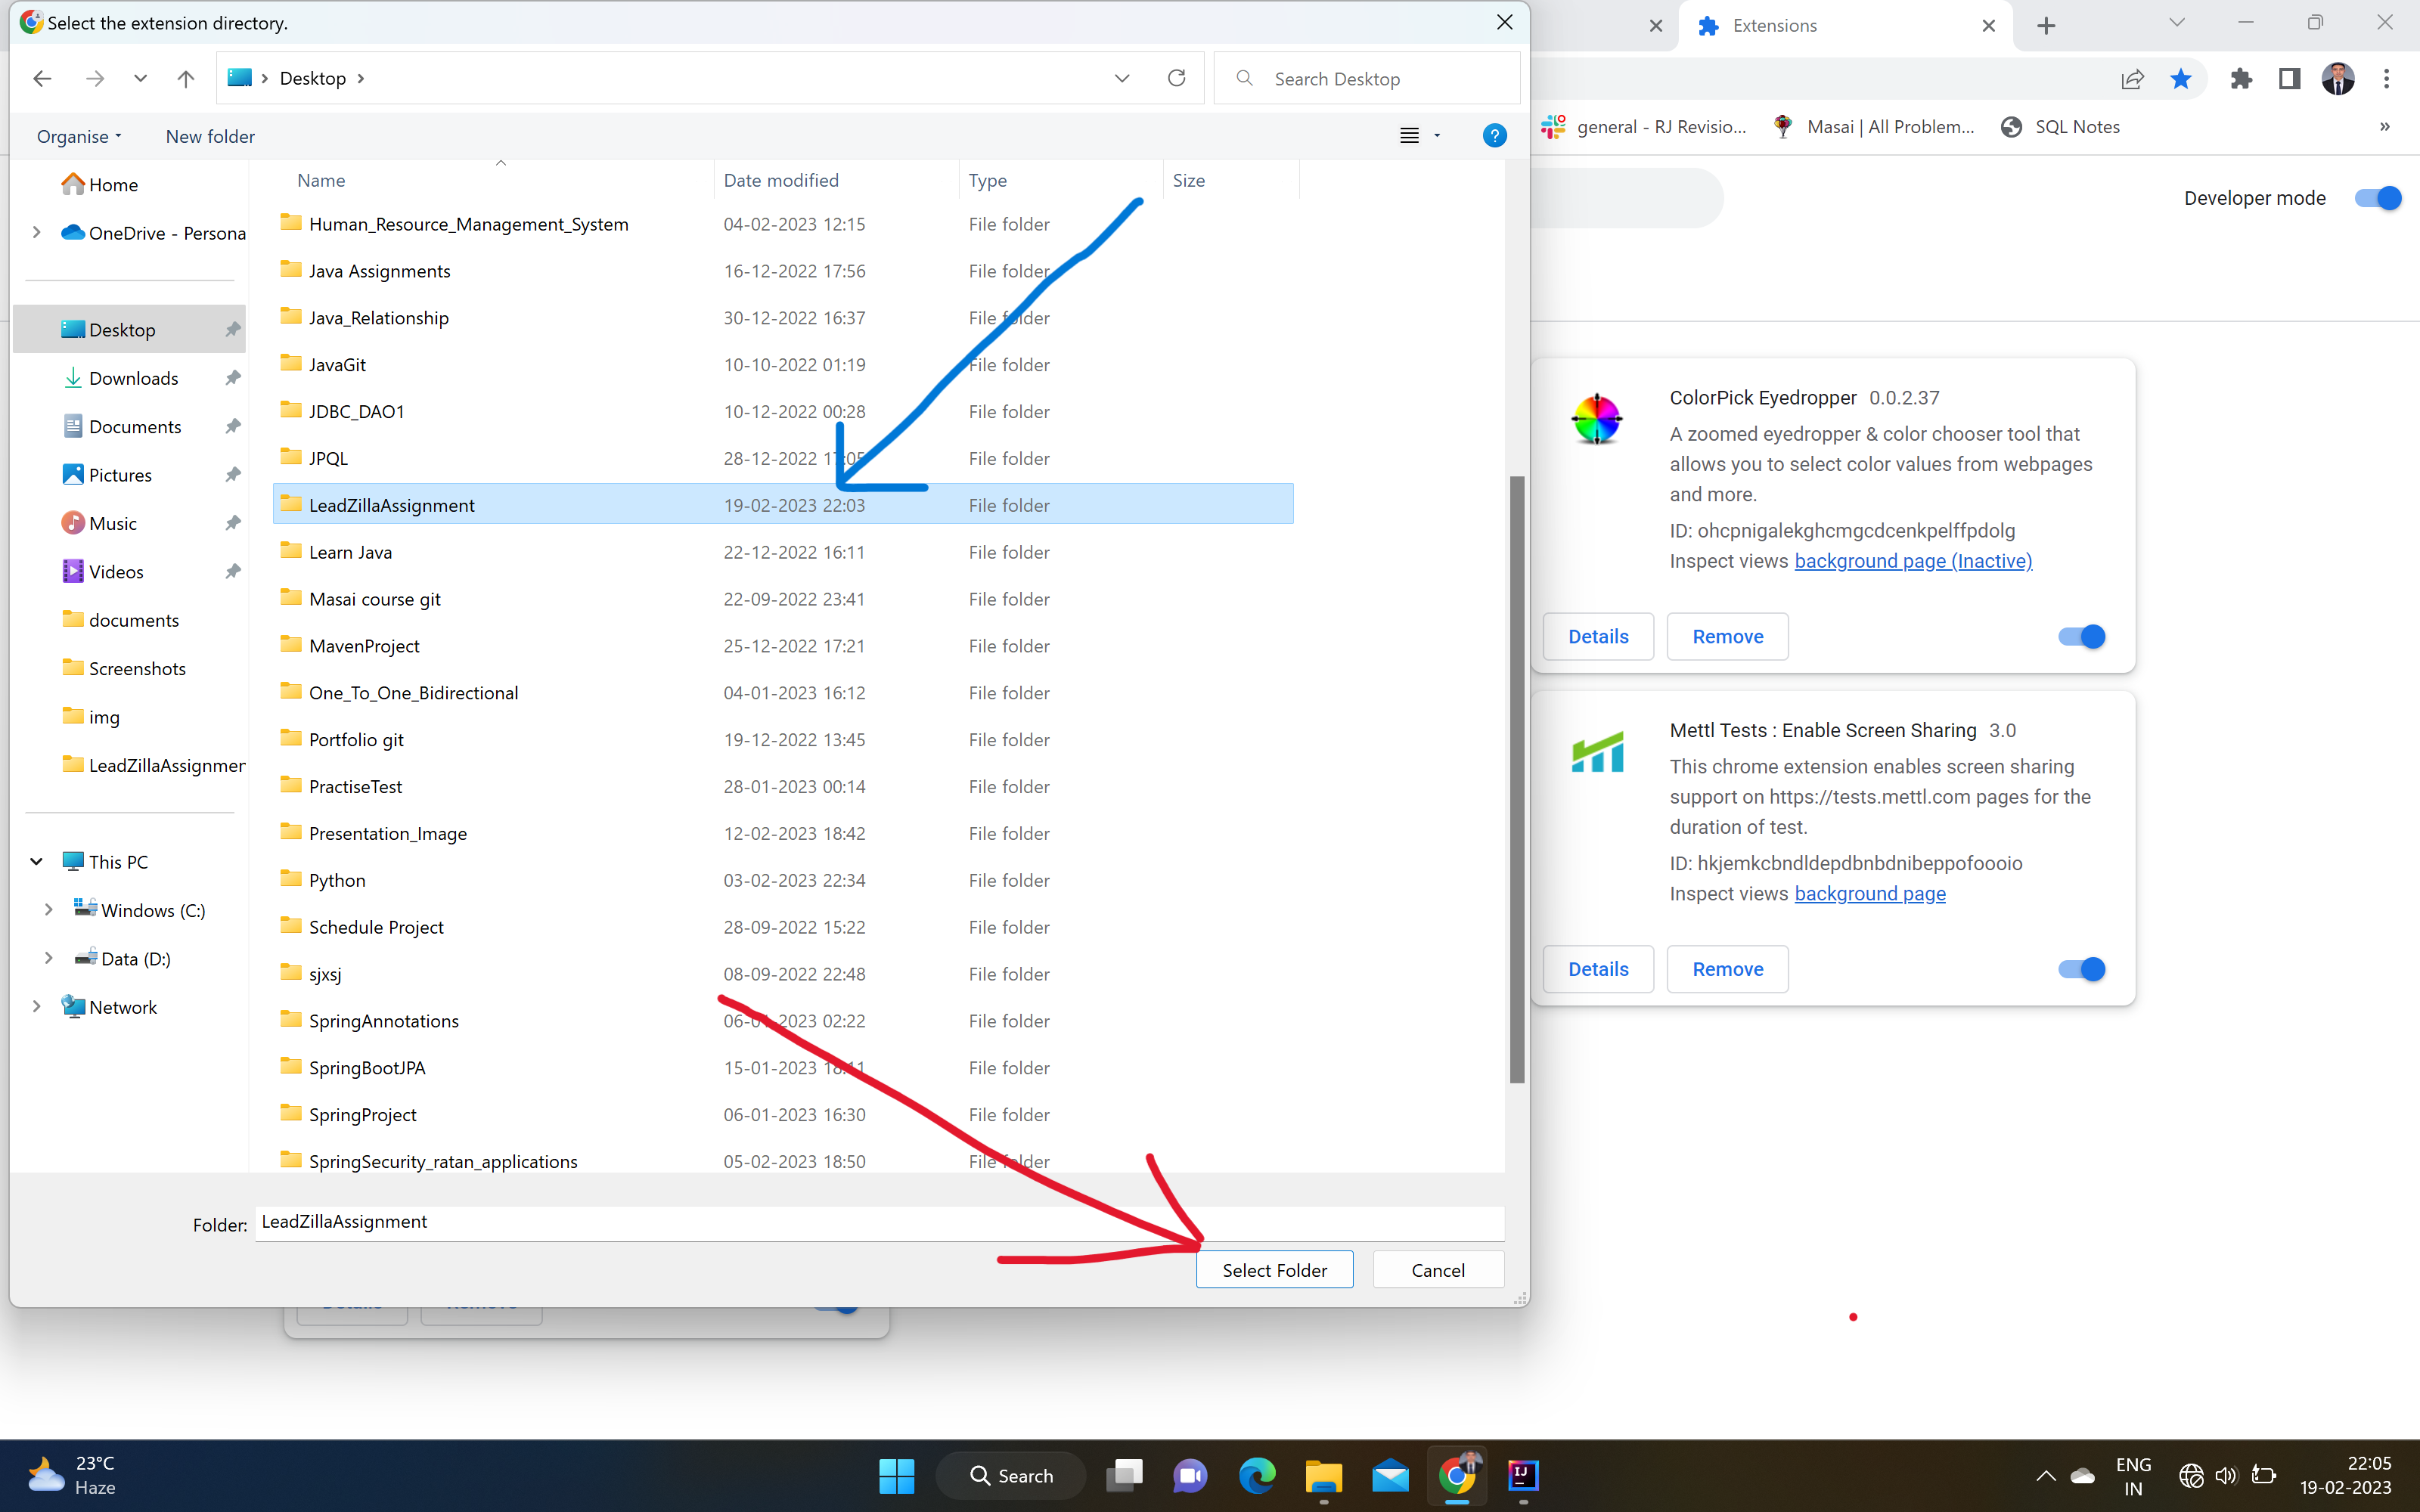 Select the extension directory.
Extensions
Desktop
Search Desktop
Organise
New folder
general - RJ Revisio...
Masai | All Problem...
SQL Notes
»
Home
OneDrive - Persona
Desktop
Downloads
Documents
Pictures
Music
Videos
documents
Screenshots
img
LeadZillaAssignmer
This PC
Windows (C:)
Data (D:)
Network
Name Date modified Type Size
Human_Resource_Management_System 04-02-2023 12:15 File folder
Java Assignments 16-12-2022 17:56 File folder
Java_Relationship 30-12-2022 16:37 File folder
JavaGit 10-10-2022 01:19 File folder
JDBC_DAO1 10-12-2022 00:28 File folder
JPQL 28-12-2022 17:05 File folder
LeadZillaAssignment 19-02-2023 22:03 File folder
Learn Java 22-12-2022 16:11 File folder
Masai course git 22-09-2022 23:41 File folder
MavenProject 25-12-2022 17:21 File folder
One_To_One_Bidirectional 04-01-2023 16:12 File folder
Portfolio git 19-12-2022 13:45 File folder
PractiseTest 28-01-2023 00:14 File folder
Presentation_Image 12-02-2023 18:42 File folder
Python 03-02-2023 22:34 File folder
Schedule Project 28-09-2022 15:22 File folder
sjxsj 08-09-2022 22:48 File folder
SpringAnnotations 06-01-2023 02:22 File folder
SpringBootJPA 15-01-2023 18:11 File folder
SpringProject 06-01-2023 16:30 File folder
SpringSecurity_ratan_applications 05-02-2023 18:50 File folder
Folder: LeadZillaAssignment
Select Folder Cancel
Developer mode
ColorPick Eyedropper 0.0.2.37
A zoomed eyedropper & color chooser tool that
allows you to select color values from webpages
and more.
ID: ohcpnigalekghcmgcdcenkpelffpdolg
Inspect views background page (Inactive)
Details Remove
Mettl Tests : Enable Screen Sharing 3.0
This chrome extension enables screen sharing
support on https://tests.mettl.com pages for the
duration of test.
ID: hkjemkcbndldepdbnbdnibeppofoooio
Inspect views background page
Details Remove
23°C
Haze
Search
IJ
ENG
IN
22:05
19-02-2023